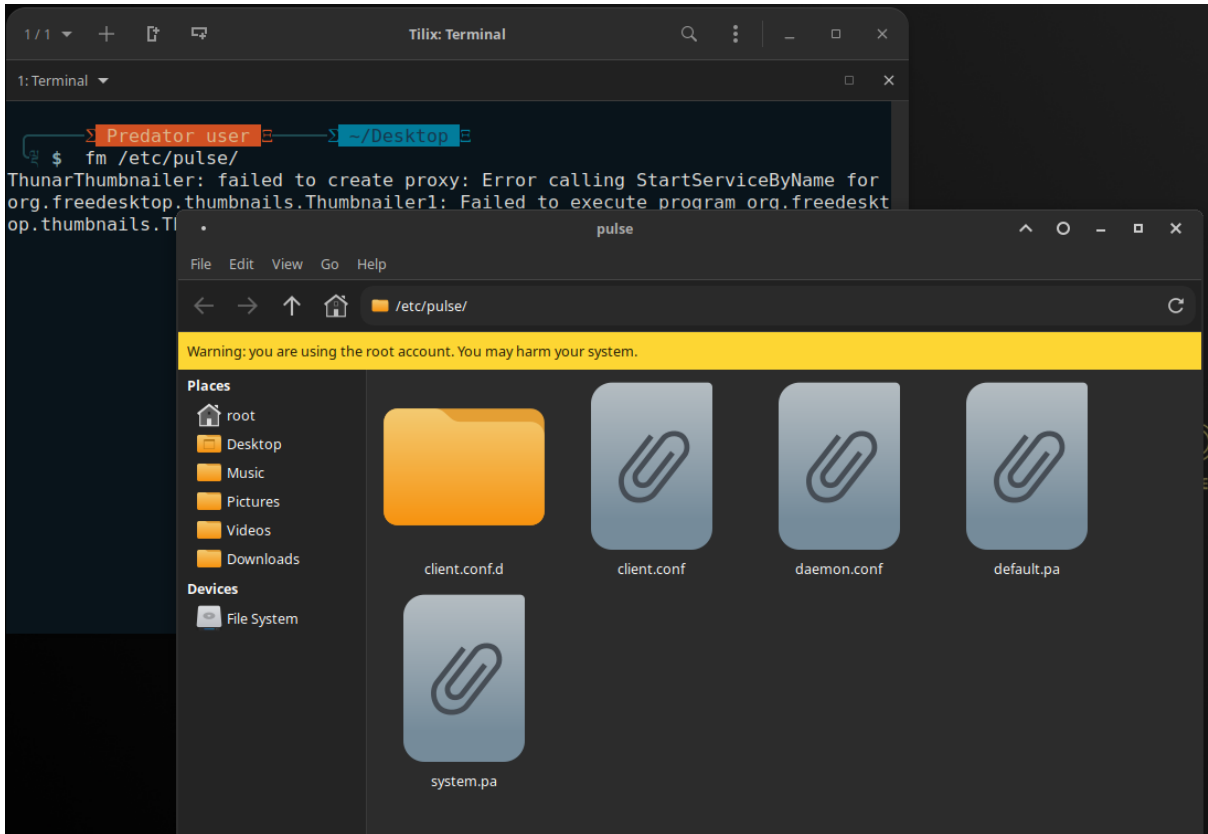 1 / 1
Tilix: Terminal
1: Terminal
Predator user ~/Desktop
$ fm /etc/pulse/
ThunarThumbnailer: failed to create proxy: Error calling StartServiceByName for
org.freedesktop.thumbnails.Thumbnailer1: Failed to execute program org.freedeskt
op.thumbnails.T
pulse
File Edit View Go Help
/etc/pulse/
Warning: you are using the root account. You may harm your system.
Places
root
Desktop
Music
Pictures
Videos
Downloads
Devices
File System
client.conf.d client.conf daemon.conf default.pa
system.pa